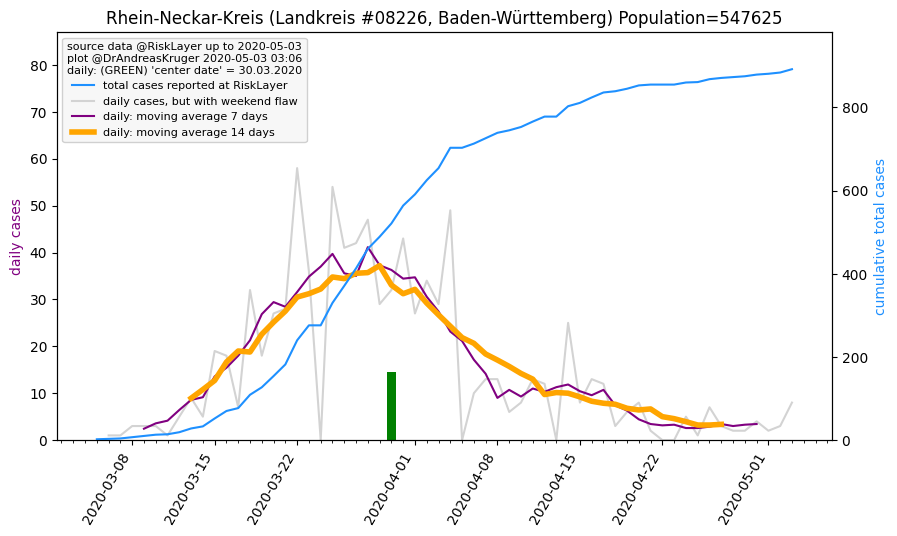 Rhein-Neckar-Kreis (Landkreis #08226, Baden-Württemberg) Population=547625
source data @RiskLayer up to 2020-05-03
plot @DrAndreasKruger 2020-05-03 03:06
daily: (GREEN) 'center date' = 30.03.2020
total cases reported at RiskLayer
daily cases, but with weekend flaw
daily: moving average 7 days
daily: moving average 14 days
daily cases
80
70
60
50
40
30
20
10
0
cumulative total cases
800
600
400
200
0
2020-03-08
2020-03-15
2020-03-22
2020-04-01
2020-04-08
2020-04-15
2020-04-22
2020-05-01